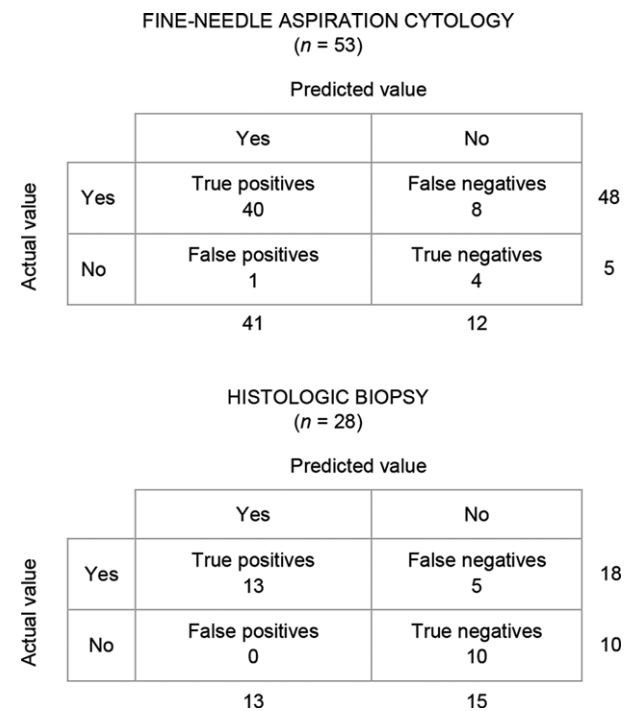 FINE-NEEDLE ASPIRATION CYTOLOGY
(n = 53)
Predicted value
Yes No
Actual value
Yes True positives 40 False negatives 8 48
No False positives 1 True negatives 4 5
41 12
HISTOLOGIC BIOPSY
(n = 28)
Predicted value
Yes No
Actual value
Yes True positives 13 False negatives 5 18
No False positives 0 True negatives 10 10
13 15